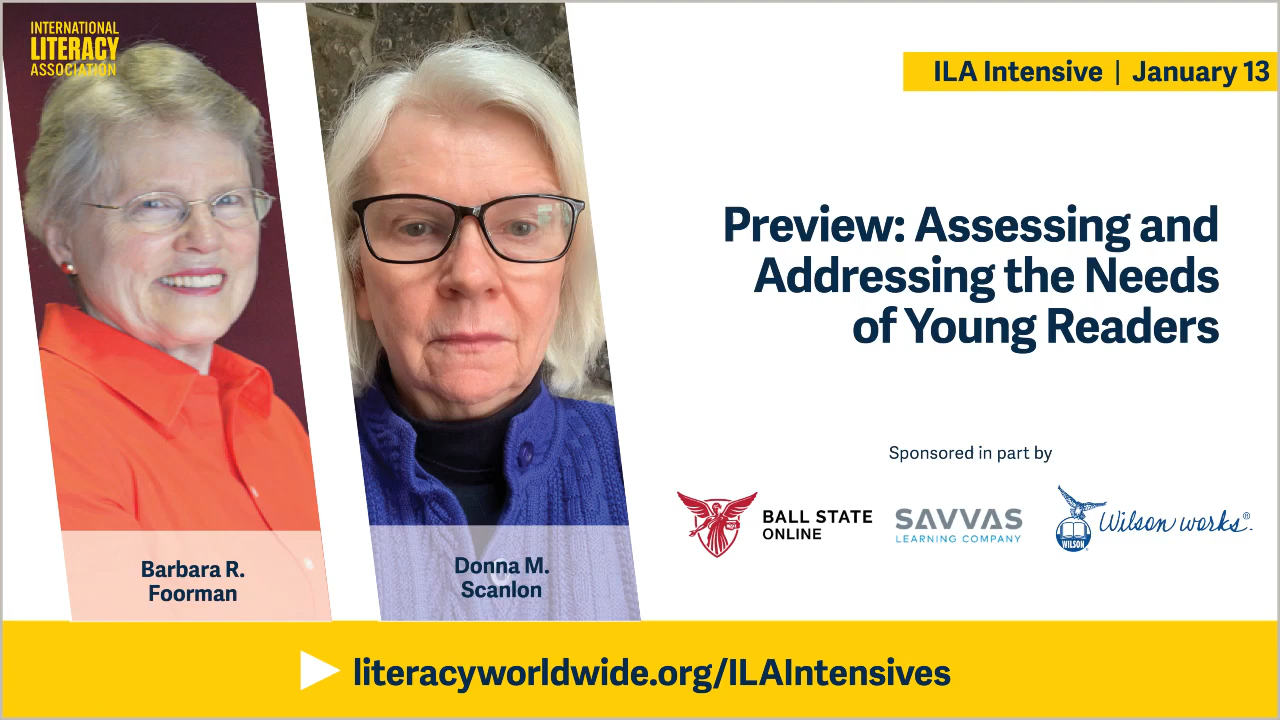 INTERNATIONAL
LITERACY
ASSOCIATION
ILA Intensive | January 13
Preview: Assessing and
Addressing the Needs
of Young Readers
Sponsored in part by
BALL STATE
ONLINE
SAVVAS
LEARNING COMPANY
WILSON
Wilson works®.
Barbara R.
Foorman
Donna M.
Scanlon
literacyworldwide.org/ILAIntensives